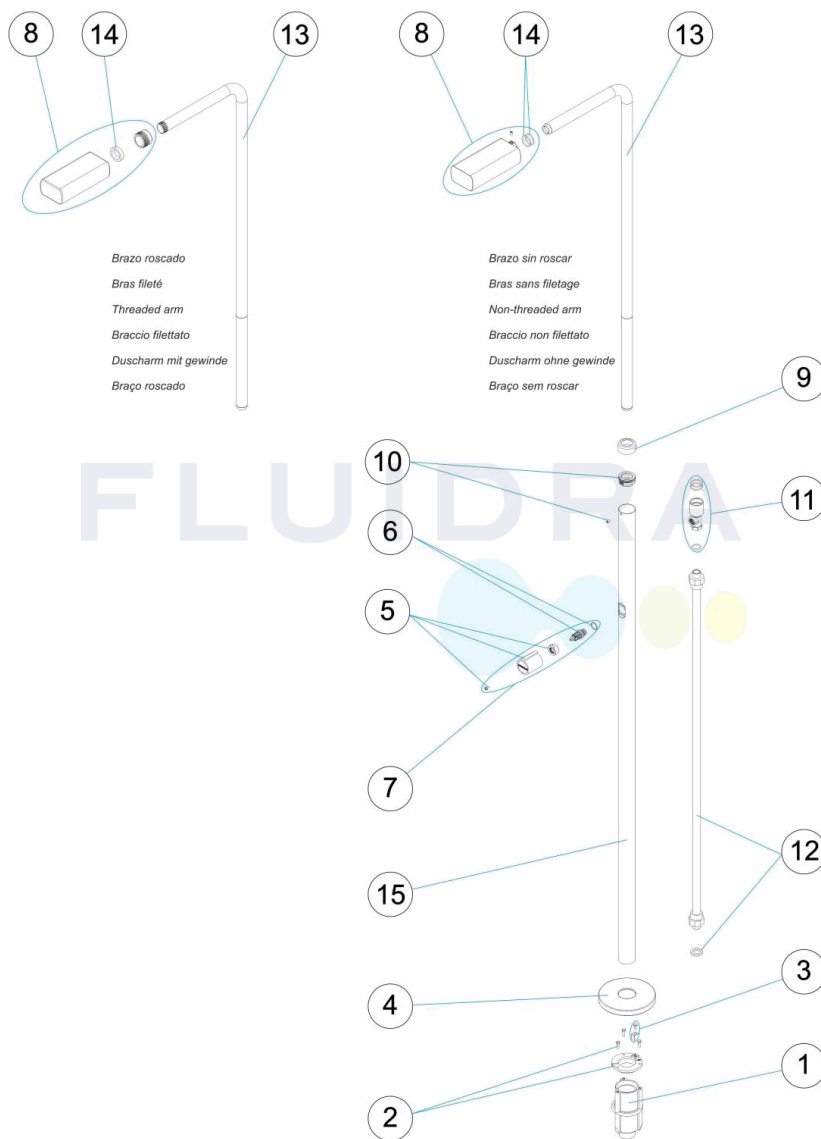 8
14
13
8
14
13
Brazo roscado
Bras fileté
Threaded arm
Braccio filettato
Duscharm mit gewinde
Braço roscado
Brazo sin roscar
Bras sans filetage
Non-threaded arm
Braccio non filettato
Duscharm ohne gewinde
Braço sem roscar
9
10
11
FLUIDRA
6
5
7
12
15
3
4
1
2